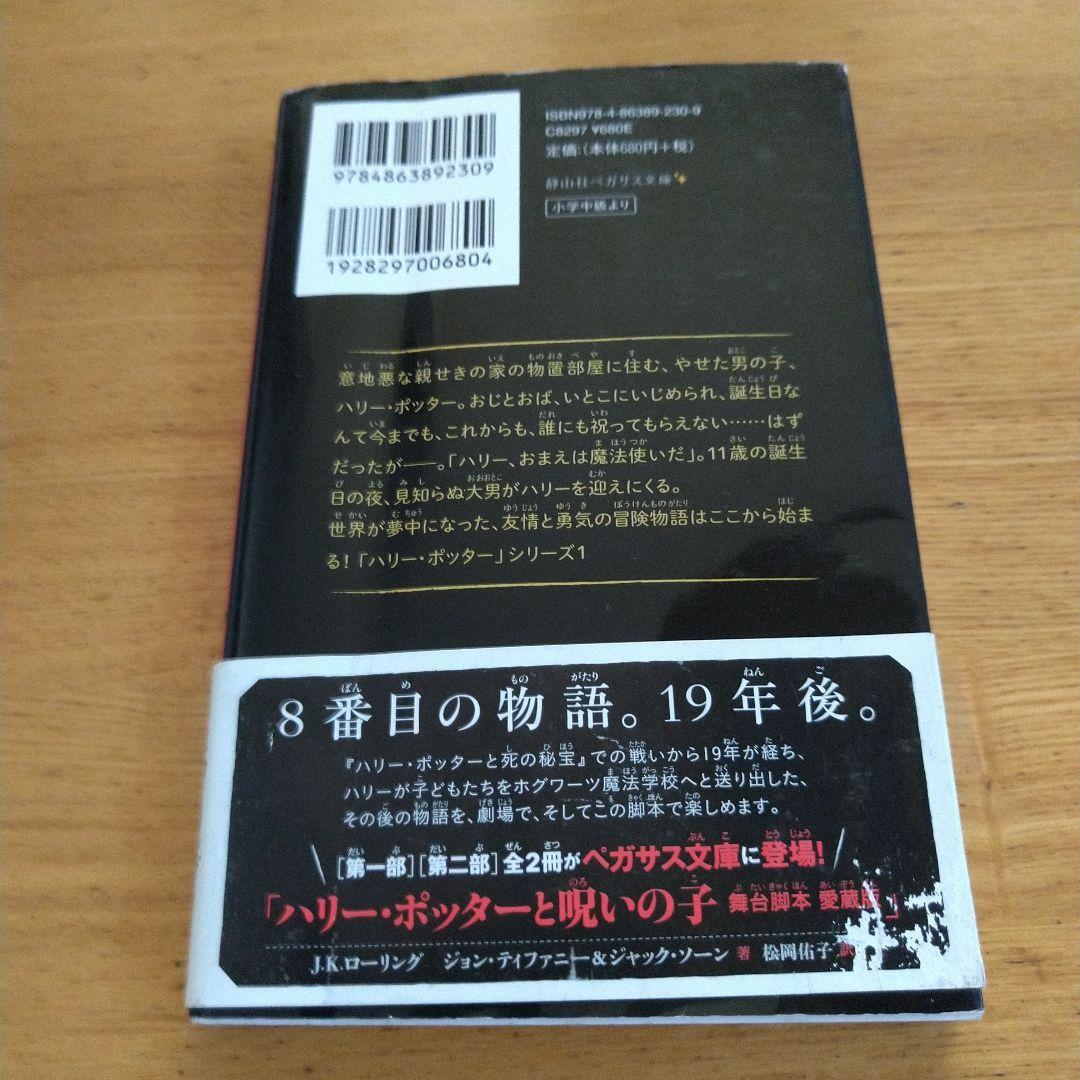 9784863892309
1928297006804
ISBN978-4-86389-230-9
C8297 ¥680E
定価:(本体680円+税)
静山社ペガサス文庫
小学中級より
意地悪な親せきの家の物置部屋に住む、やせた男の子、
ハリー・ポッター。おじとおば、いとこにいじめられ、誕生日な
んて今までも、これからも、誰にも祝ってもらえない……はず
だったが――。「ハリー、おまえは魔法使いだ」。11歳の誕生
日の夜、見知らぬ大男がハリーを迎えにくる。
世界が夢中になった、友情と勇気の冒険物語はここから始ま
る!「ハリー・ポッター」シリーズ1
8番目の物語。19年後。
『ハリー・ポッターと死の秘宝』での戦いから19年が経ち、
ハリーが子どもたちをホグワーツ魔法学校へと送り出した、
その後の物語を、劇場で、そしてこの脚本で楽しめます。
[第一部][第二部]全2冊がペガサス文庫に登場!
「ハリー・ポッターと呪いの子 舞台脚本 愛蔵版」
J.K.ローリング ジョン・ティファニー&ジャック・ソーン 著 松岡佑子 訳